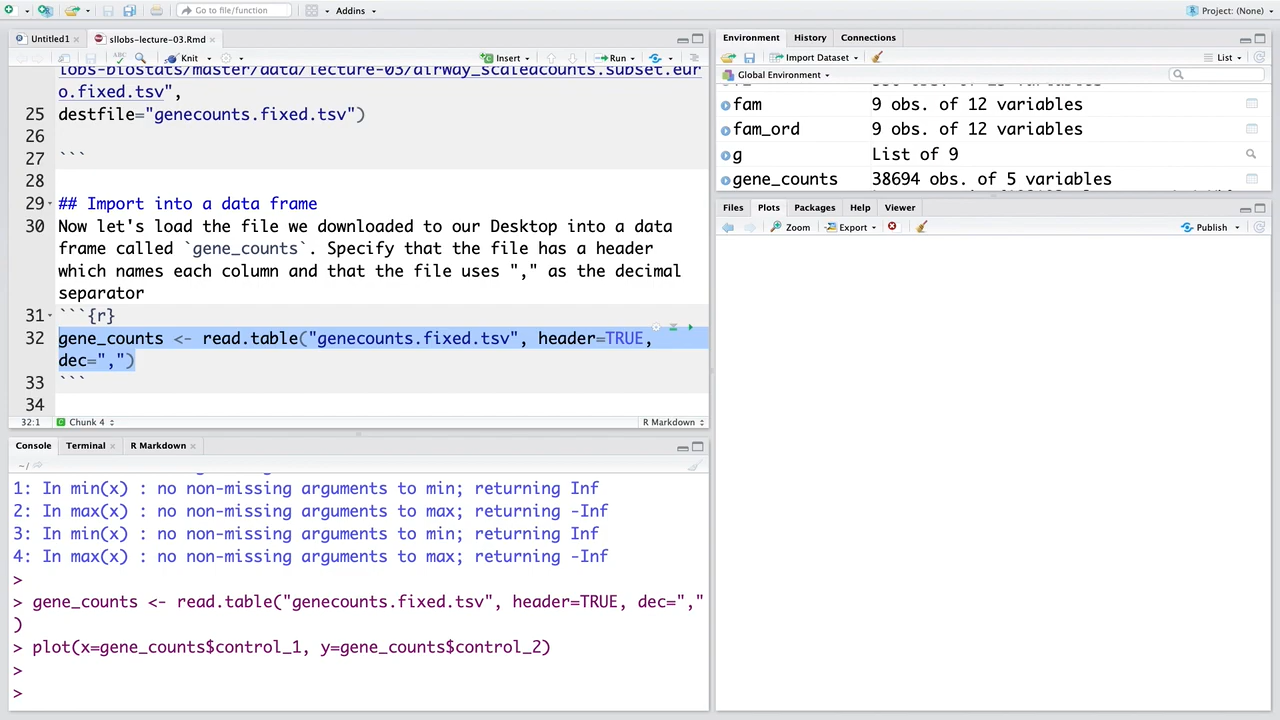 Go to file/function
Addins
Project: (None)
Untitled1
sllobs-lecture-03.Rmd
Knit
Insert
Run
lobs-biostats/master/data/lecture-03/airway_scaledcounts.subset.eur
o.fixed.tsv",
25 destfile="genecounts.fixed.tsv")
26
27 ```
28
29 ## Import into a data frame
30 Now let's load the file we downloaded to our Desktop into a data
frame called `gene_counts`. Specify that the file has a header
which names each column and that the file uses "," as the decimal
separator
31 ```{r}
32 gene_counts <- read.table("genecounts.fixed.tsv", header=TRUE,
dec=",")
33 ```
34
32:1 Chunk 4 R Markdown
Console Terminal R Markdown
~/
1: In min(x) : no non-missing arguments to min; returning Inf
2: In max(x) : no non-missing arguments to max; returning -Inf
3: In min(x) : no non-missing arguments to min; returning Inf
4: In max(x) : no non-missing arguments to max; returning -Inf
>
> gene_counts <- read.table("genecounts.fixed.tsv", header=TRUE, dec=","
)
> plot(x=gene_counts$control_1, y=gene_counts$control_2)
>
>
Environment History Connections
Import Dataset List
Global Environment
fam 9 obs. of 12 variables
fam_ord 9 obs. of 12 variables
g List of 9
gene_counts 38694 obs. of 5 variables
Files Plots Packages Help Viewer
Zoom Export Publish